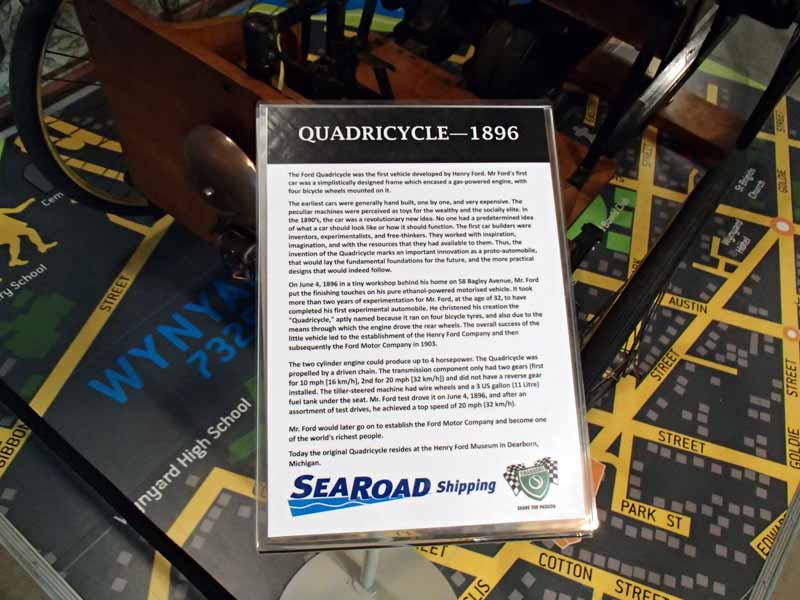 QUADRICYCLE—1896
The Ford Quadricycle was the first vehicle developed by Henry Ford. Mr Ford's first
car was a simplistically designed frame which encased a gas-powered engine, with
four bicycle wheels mounted on it.
The earliest cars were generally hand built, one by one, and very expensive. The
peculiar machines were perceived as toys for the wealthy and the socially elite. In
the 1890's, the car was a revolutionary new idea. No one had a predetermined idea
of what a car should look like or how it should function. The first car builders were
inventors, experimentalists, and free-thinkers. They worked with inspiration,
imagination, and with the resources that they had available to them. Thus, the
invention of the Quadricycle marks an important innovation as a proto-automobile,
that would lay the fundamental foundations for the future, and the more practical
designs that would indeed follow.
On June 4, 1896 in a tiny workshop behind his home on 58 Bagley Avenue, Mr. Ford
put the finishing touches on his pure ethanol-powered motorised vehicle. It took
more than two years of experimentation for Mr. Ford, at the age of 32, to have
completed his first experimental automobile. He christened his creation the
"Quadricycle," aptly named because it ran on four bicycle tyres, and also due to the
means through which the engine drove the rear wheels. The overall success of the
little vehicle led to the establishment of the Henry Ford Company and then
subsequently the Ford Motor Company in 1903.
The two cylinder engine could produce up to 4 horsepower. The Quadricycle was
propelled by a driven chain. The transmission component only had two gears (first
for 10 mph [16 km/h], 2nd for 20 mph [32 km/h]) and did not have a reverse gear
installed. The tiller-steered machine had wire wheels and a 3 US gallon (11 Litre)
fuel tank under the seat. Mr. Ford test drove it on June 4, 1896, and after an
assortment of test drives, he achieved a top speed of 20 mph (32 km/h).
Mr. Ford would later go on to establish the Ford Motor Company and become one
of the world's richest people.
Today the original Quadricycle resides at the Henry Ford Museum in Dearborn,
Michigan.
SEAROAD Shipping
SHARE THE PASSION
Cem
ry School
STREET
WYNYA
732
Wynyard High School
GIBBON
St Brigids
Church
Wynyard
Hotel
GOLDIE
STREET
AUSTIN
STREET
STREET
GOLDIE
PARK ST
EDWAR
STREET
COTTON STREET
LIS